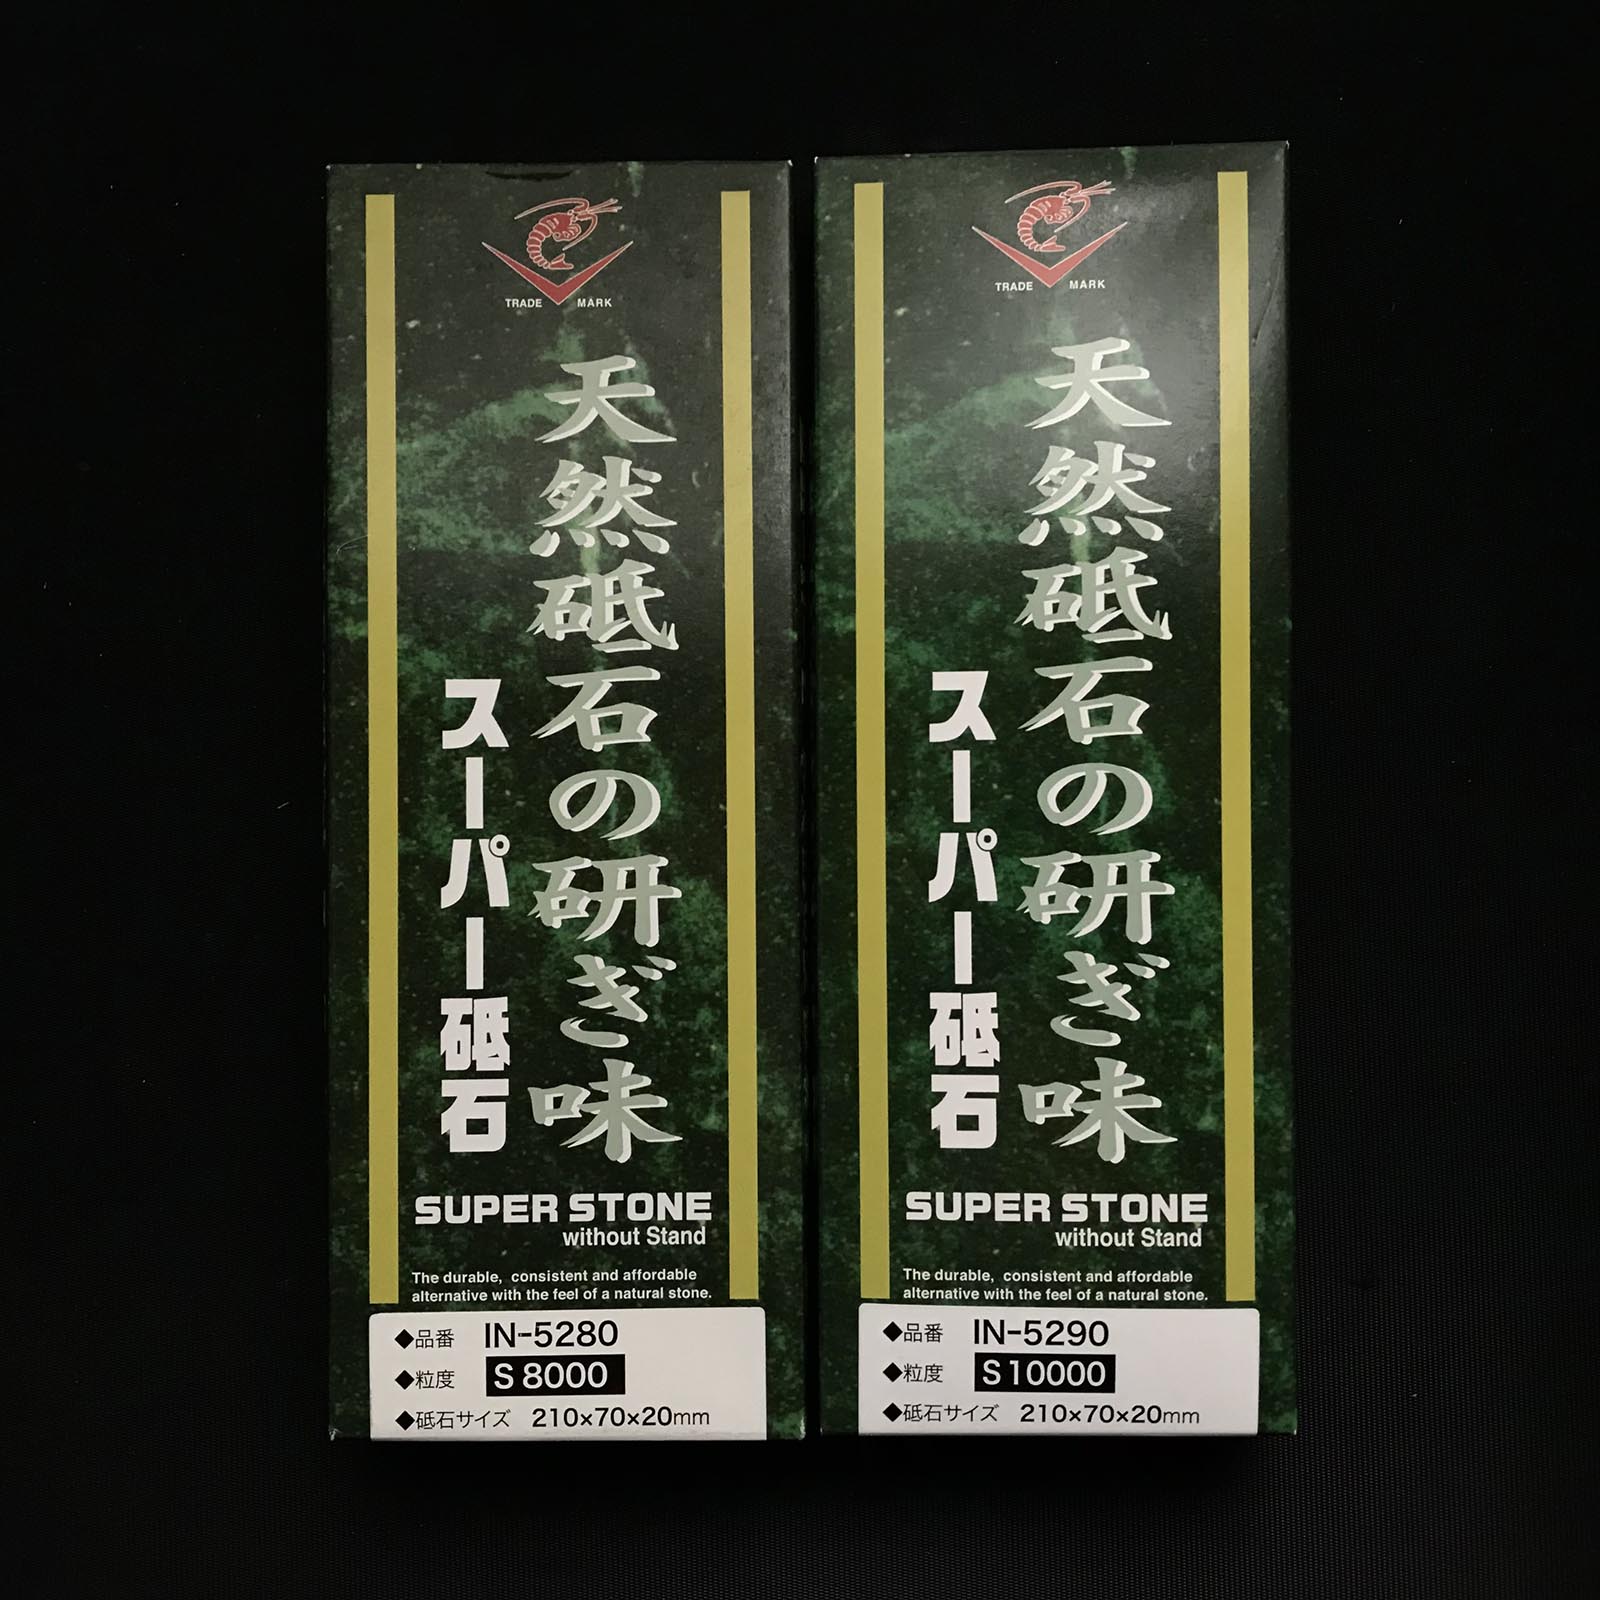 TRADE MARK
天然砥石の研ぎ味
スーパー砥石
SUPER STONE
without Stand
The durable, consistent and affordable
alternative with the feel of a natural stone.
◆品番 IN-5280
◆粒度 S 8000
◆砥石サイズ 210×70×20mm
TRADE MARK
天然砥石の研ぎ味
スーパー砥石
SUPER STONE
without Stand
The durable, consistent and affordable
alternative with the feel of a natural stone.
◆品番 IN-5290
◆粒度 S 10000
◆砥石サイズ 210×70×20mm